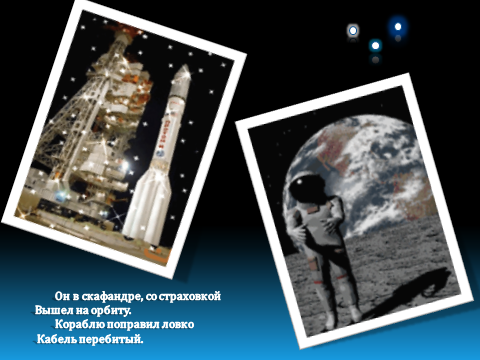 Он в скафандре, со страховкой
Вышел на орбиту.
Кораблю поправил ловко
Кабель перебитый.